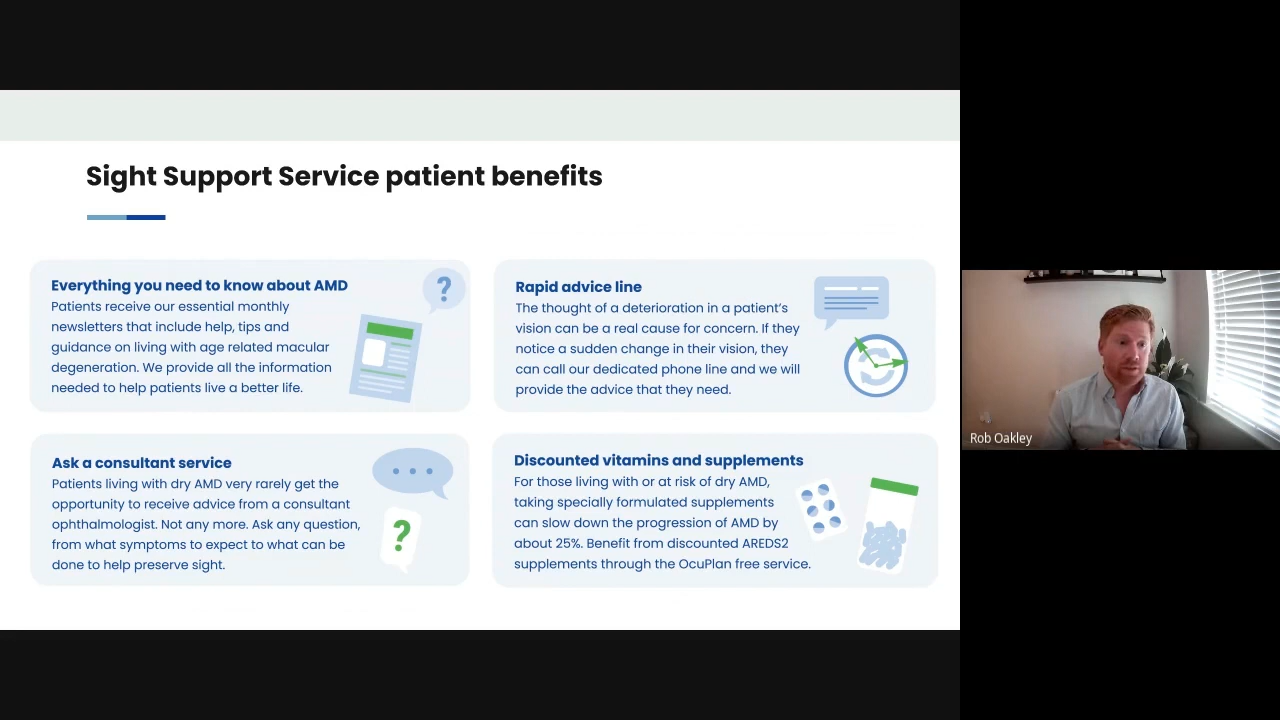 Sight Support Service patient benefits
Everything you need to know about AMD
Patients receive our essential monthly
newsletters that include help, tips and
guidance on living with age related macular
degeneration. We provide all the information
needed to help patients live a better life.
?
Rapid advice line
The thought of a deterioration in a patient's
vision can be a real cause for concern. If they
notice a sudden change in their vision, they
can call our dedicated phone line and we will
provide the advice that they need.
Ask a consultant service
Patients living with dry AMD very rarely get the
opportunity to receive advice from a consultant
ophthalmologist. Not any more. Ask any question,
from what symptoms to expect to what can be
done to help preserve sight.
?
Discounted vitamins and supplements
For those living with or at risk of dry AMD,
taking specially formulated supplements
can slow down the progression of AMD by
about 25%. Benefit from discounted AREDS2
supplements through the OcuPlan free service.
Rob Oakley